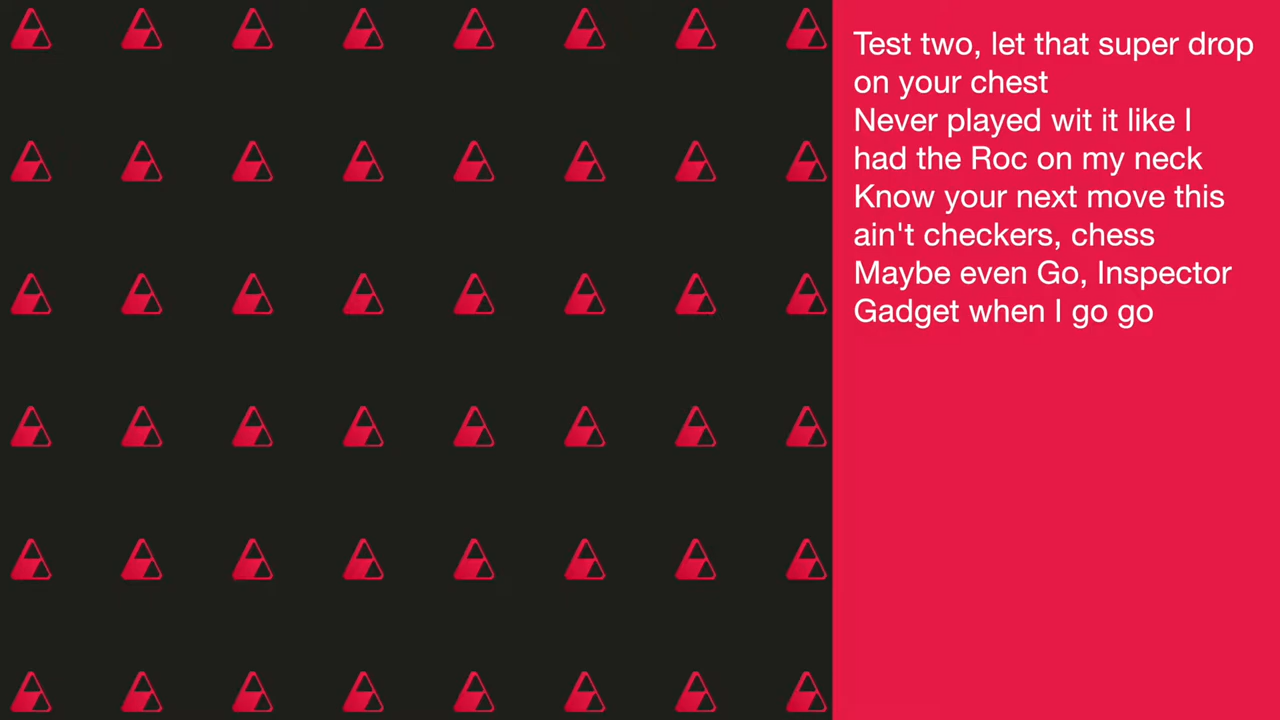 Test two, let that super drop
on your chest
Never played wit it like I
had the Roc on my neck
Know your next move this
ain't checkers, chess
Maybe even Go, Inspector
Gadget when I go go